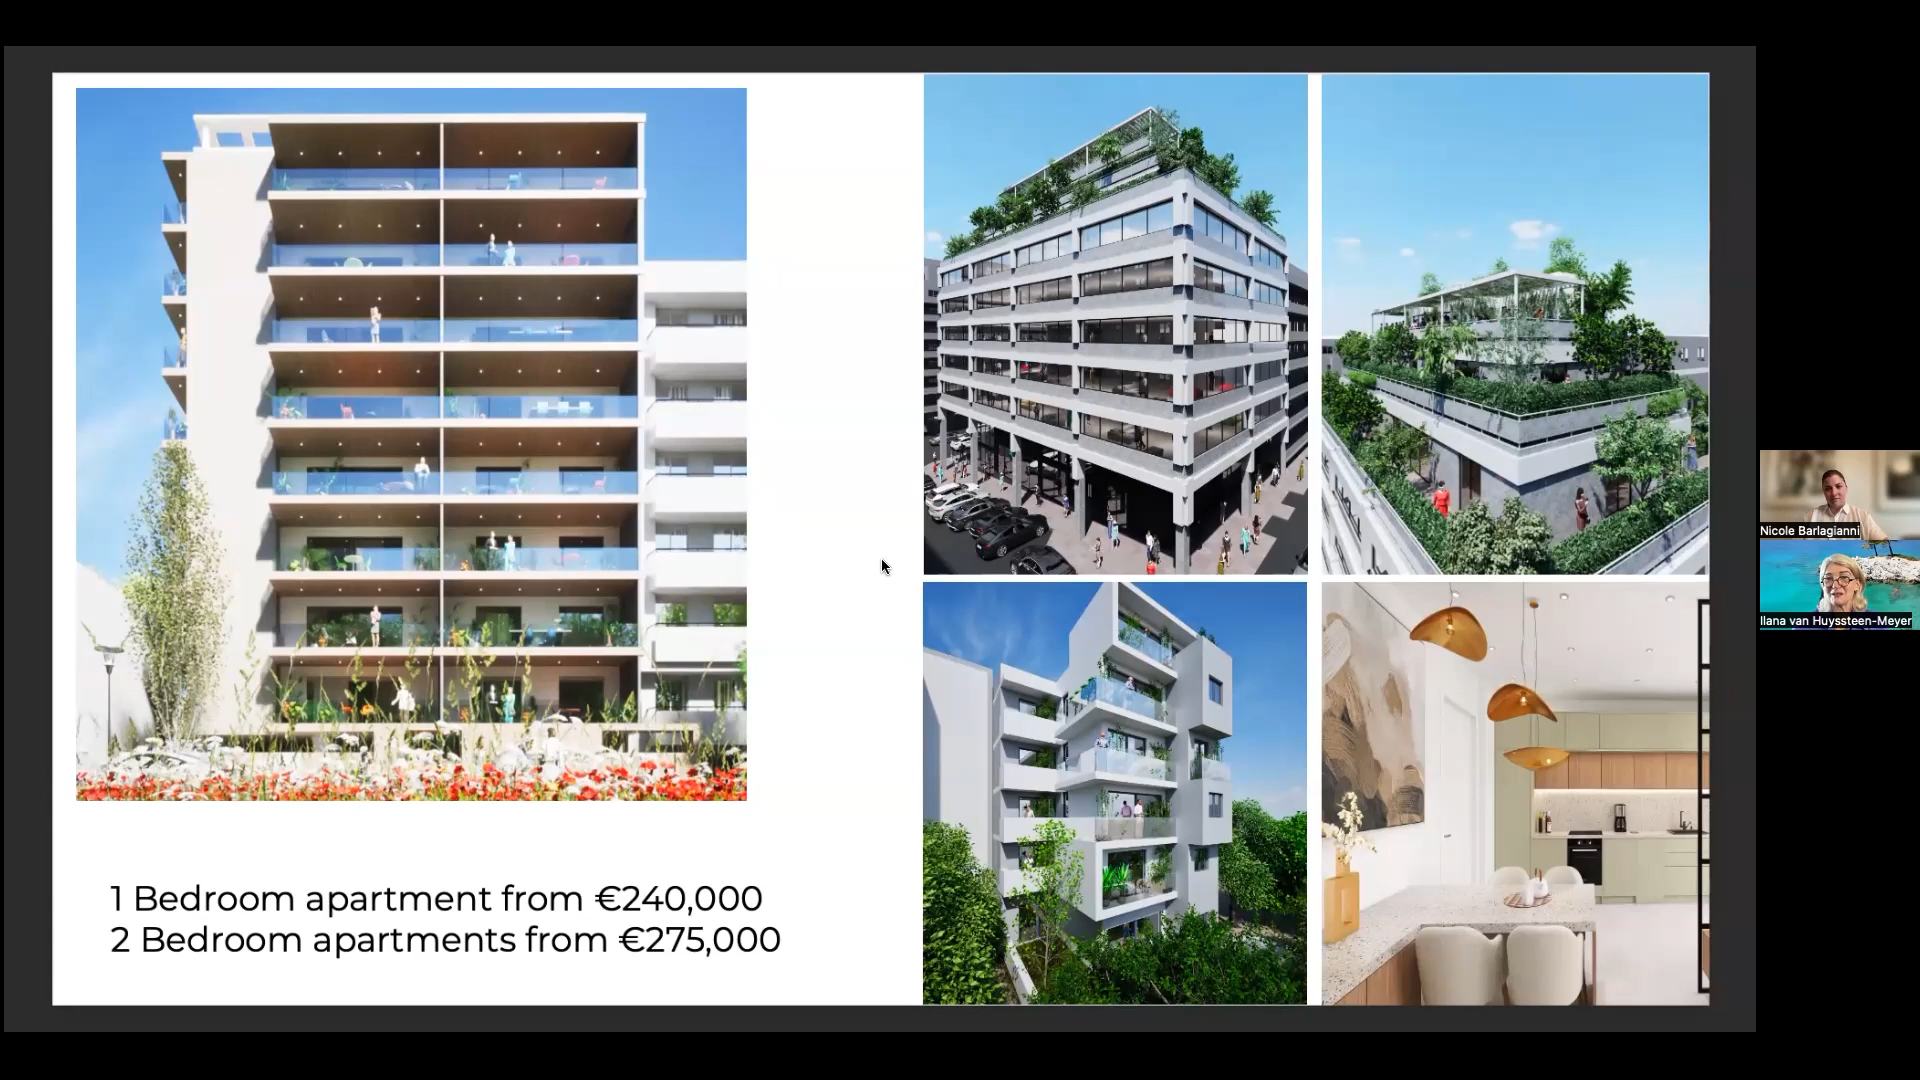 1 Bedroom apartment from €240,000
2 Bedroom apartments from €275,000
Nicole Barlagianni
Ilana van Huyssteen-Meyer